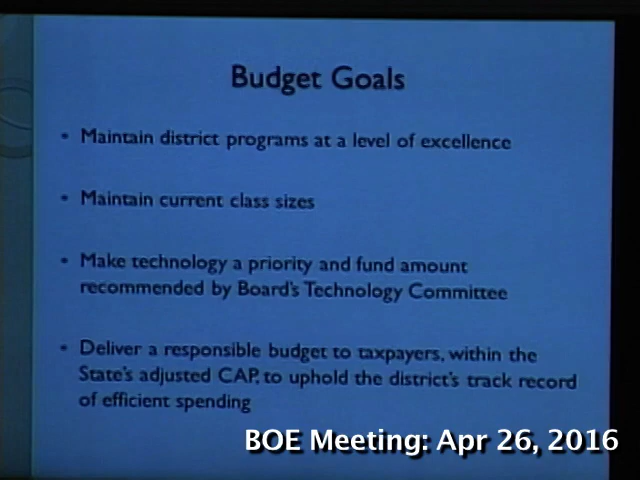 Budget Goals
• Maintain district programs at a level of excellence
• Maintain current class sizes
• Make technology a priority and fund amount
recommended by Board's Technology Committee
• Deliver a responsible budget to taxpayers, within the
State's adjusted CAP, to uphold the district's track record
of efficient spending
BOE Meeting: Apr 26, 2016